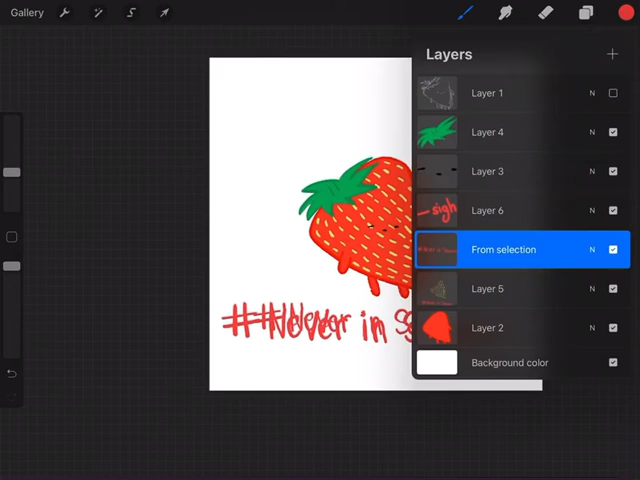 Gallery
Layers
Layer 1 N
Layer 4 N
Layer 3 N
Layer 6 N
From selection N
Layer 5 N
Layer 2 N
Background color
sigh
Never in